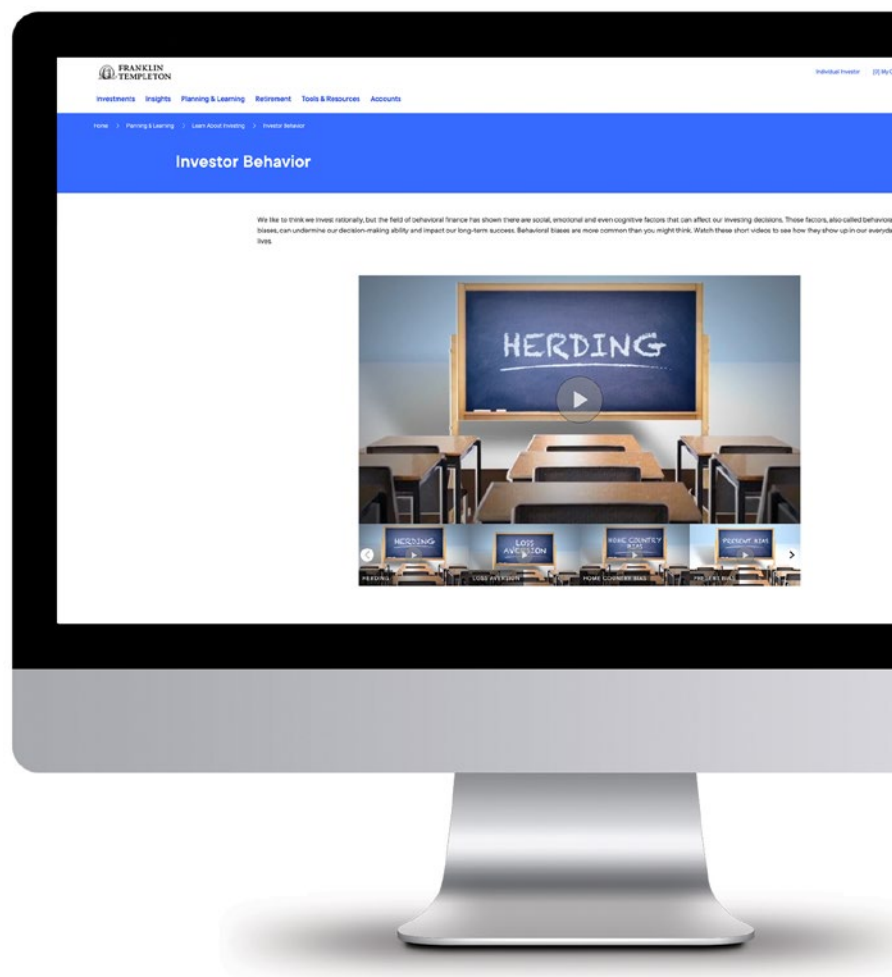 FRANKLIN
TEMPLETON
Individual Investor [0] My C
Investments Insights Planning & Learning Retirement Tools & Resources Accounts
Home > Planning & Learning > Learn About Investing > Investor Behavior
Investor Behavior
We like to think we invest rationally, but the field of behavioral finance has shown there are social, emotional and even cognitive factors that can affect our investing decisions. Those factors, also called behaviora
biases, can undermine our decision-making ability and impact our long-term success. Behavioral biases are more common than you might think. Watch these short videos to see how they show up in our everyda
lives.
HERDING
HERDING
LOSS
AVERSION
HOME COUNTRY
BIAS
PRESENT BIAS
HERDING
LOSS AVERSION
HOME COUNTRY BIAS
PRESENT BIAS